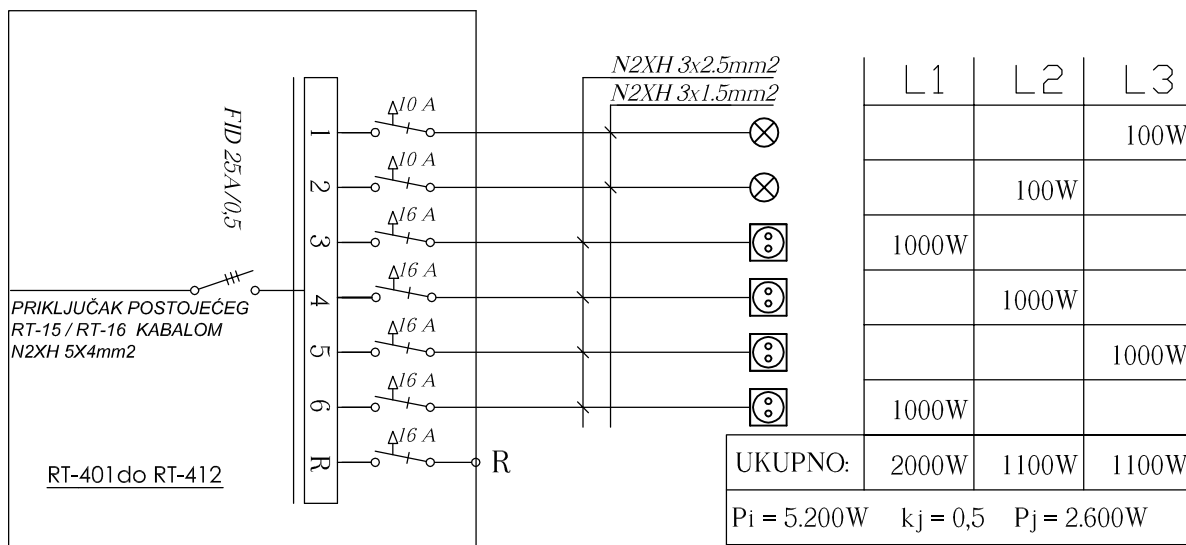 N2XH 3x2.5mm2
N2XH 3x1.5mm2
L1 L2 L3
FID 25A/0,5
1 10 A 100W
2 10 A 100W
3 16 A 1000W
4 16 A 1000W
5 16 A 1000W
6 16 A 1000W
R 16 A R
PRIKLJUČAK POSTOJEĆEG
RT-15 / RT-16 KABALOM
N2XH 5X4mm2
RT-401do RT-412
UKUPNO: 2000W 1100W 1100W
Pi = 5.200W kj = 0,5 Pj = 2.600W